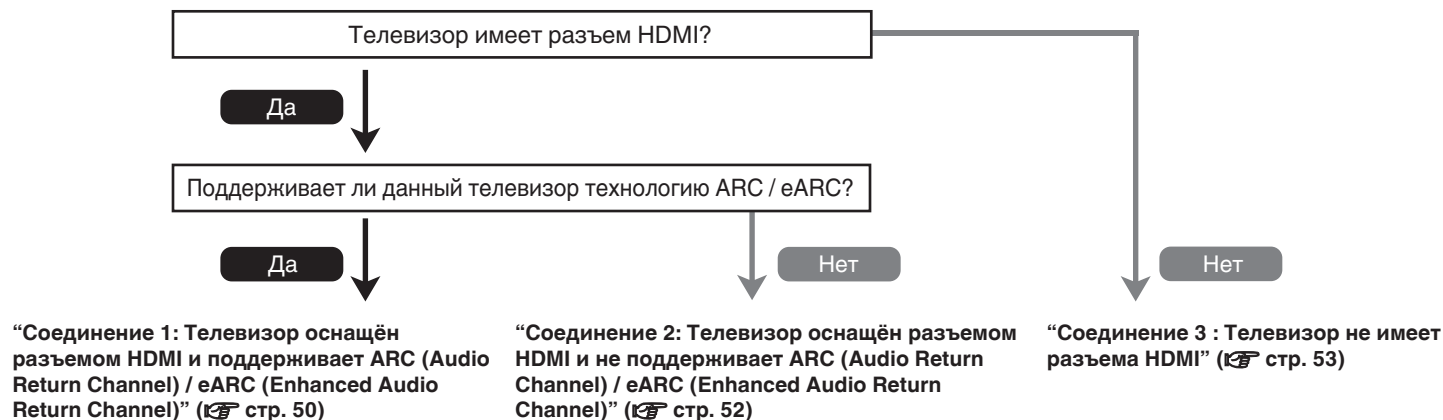 Телевизор имеет разъем HDMI?
Да
Поддерживает ли данный телевизор технологию ARC / eARC?
Да
Нет
Нет
“Соединение 1: Телевизор оснащён
разъемом HDMI и поддерживает ARC (Audio
Return Channel) / eARC (Enhanced Audio
Return Channel)” (☞ стр. 50)
“Соединение 2: Телевизор оснащён разъемом
HDMI и не поддерживает ARC (Audio Return
Channel) / eARC (Enhanced Audio Return
Channel)” (☞ стр. 52)
“Соединение 3 : Телевизор не имеет
разъема HDMI” (☞ стр. 53)